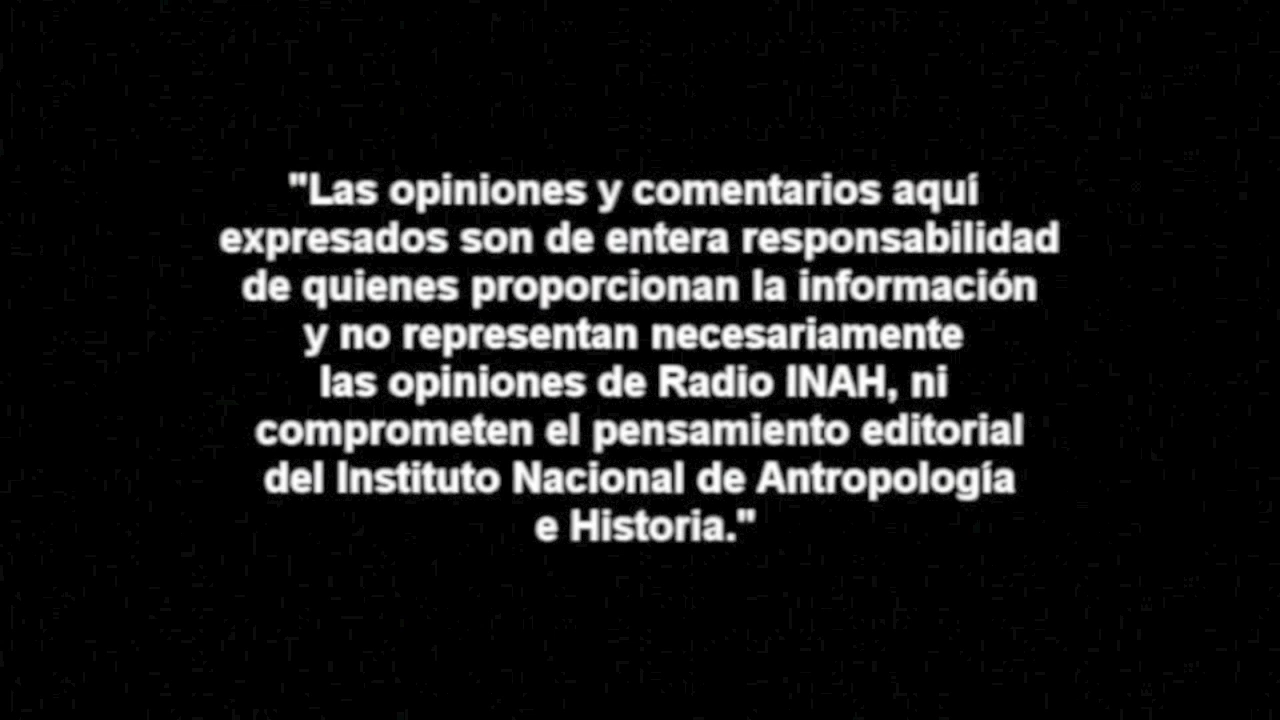 "Las opiniones y comentarios aquí
expresados son de entera responsabilidad
de quienes proporcionan la información
y no representan necesariamente
las opiniones de Radio INAH, ni
comprometen el pensamiento editorial
del Instituto Nacional de Antropología
e Historia."